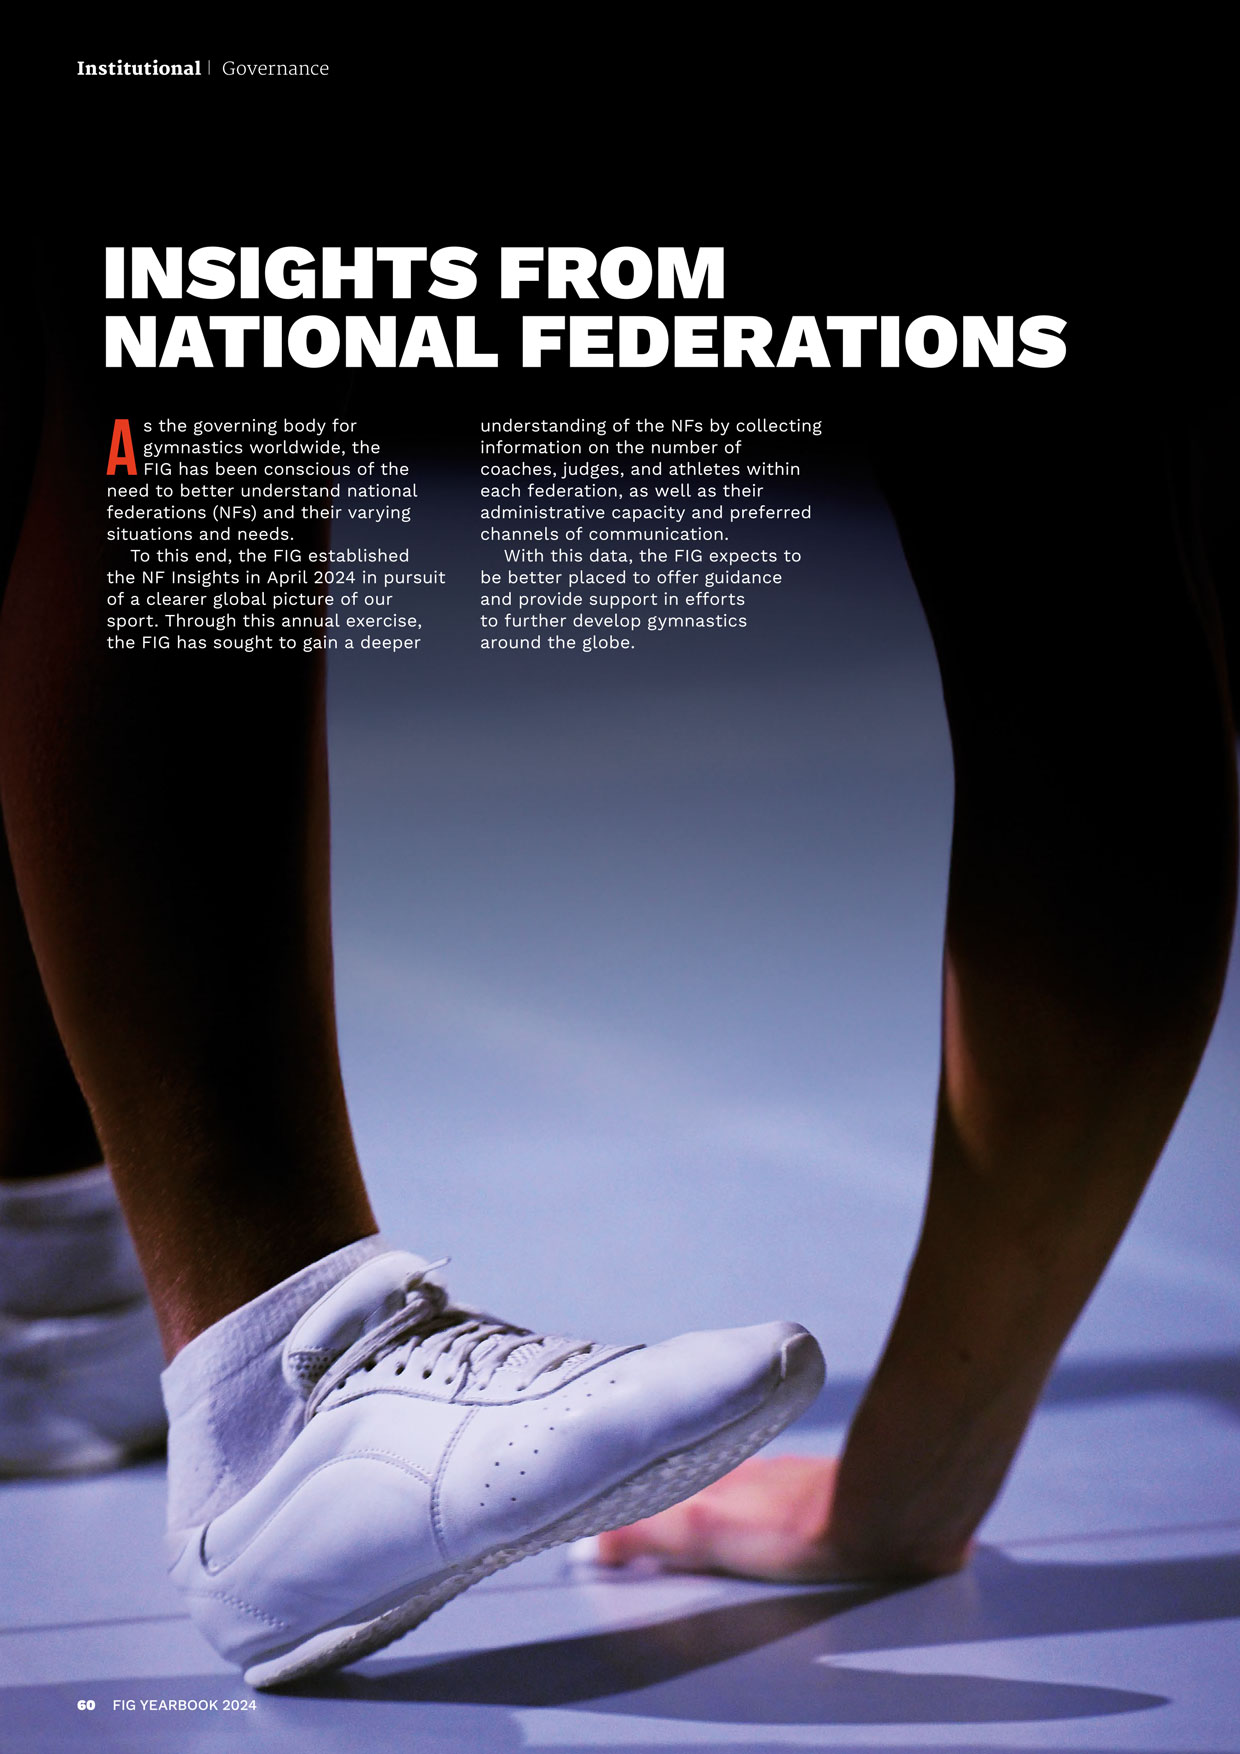 Institutional | Governance
INSIGHTS FROM
NATIONAL FEDERATIONS
As the governing body for
gymnastics worldwide, the
FIG has been conscious of the
need to better understand national
federations (NFs) and their varying
situations and needs.
To this end, the FIG established
the NF Insights in April 2024 in pursuit
of a clearer global picture of our
sport. Through this annual exercise,
the FIG has sought to gain a deeper
understanding of the NFs by collecting
information on the number of
coaches, judges, and athletes within
each federation, as well as their
administrative capacity and preferred
channels of communication.
With this data, the FIG expects to
be better placed to offer guidance
and provide support in efforts
to further develop gymnastics
around the globe.
60 FIG YEARBOOK 2024